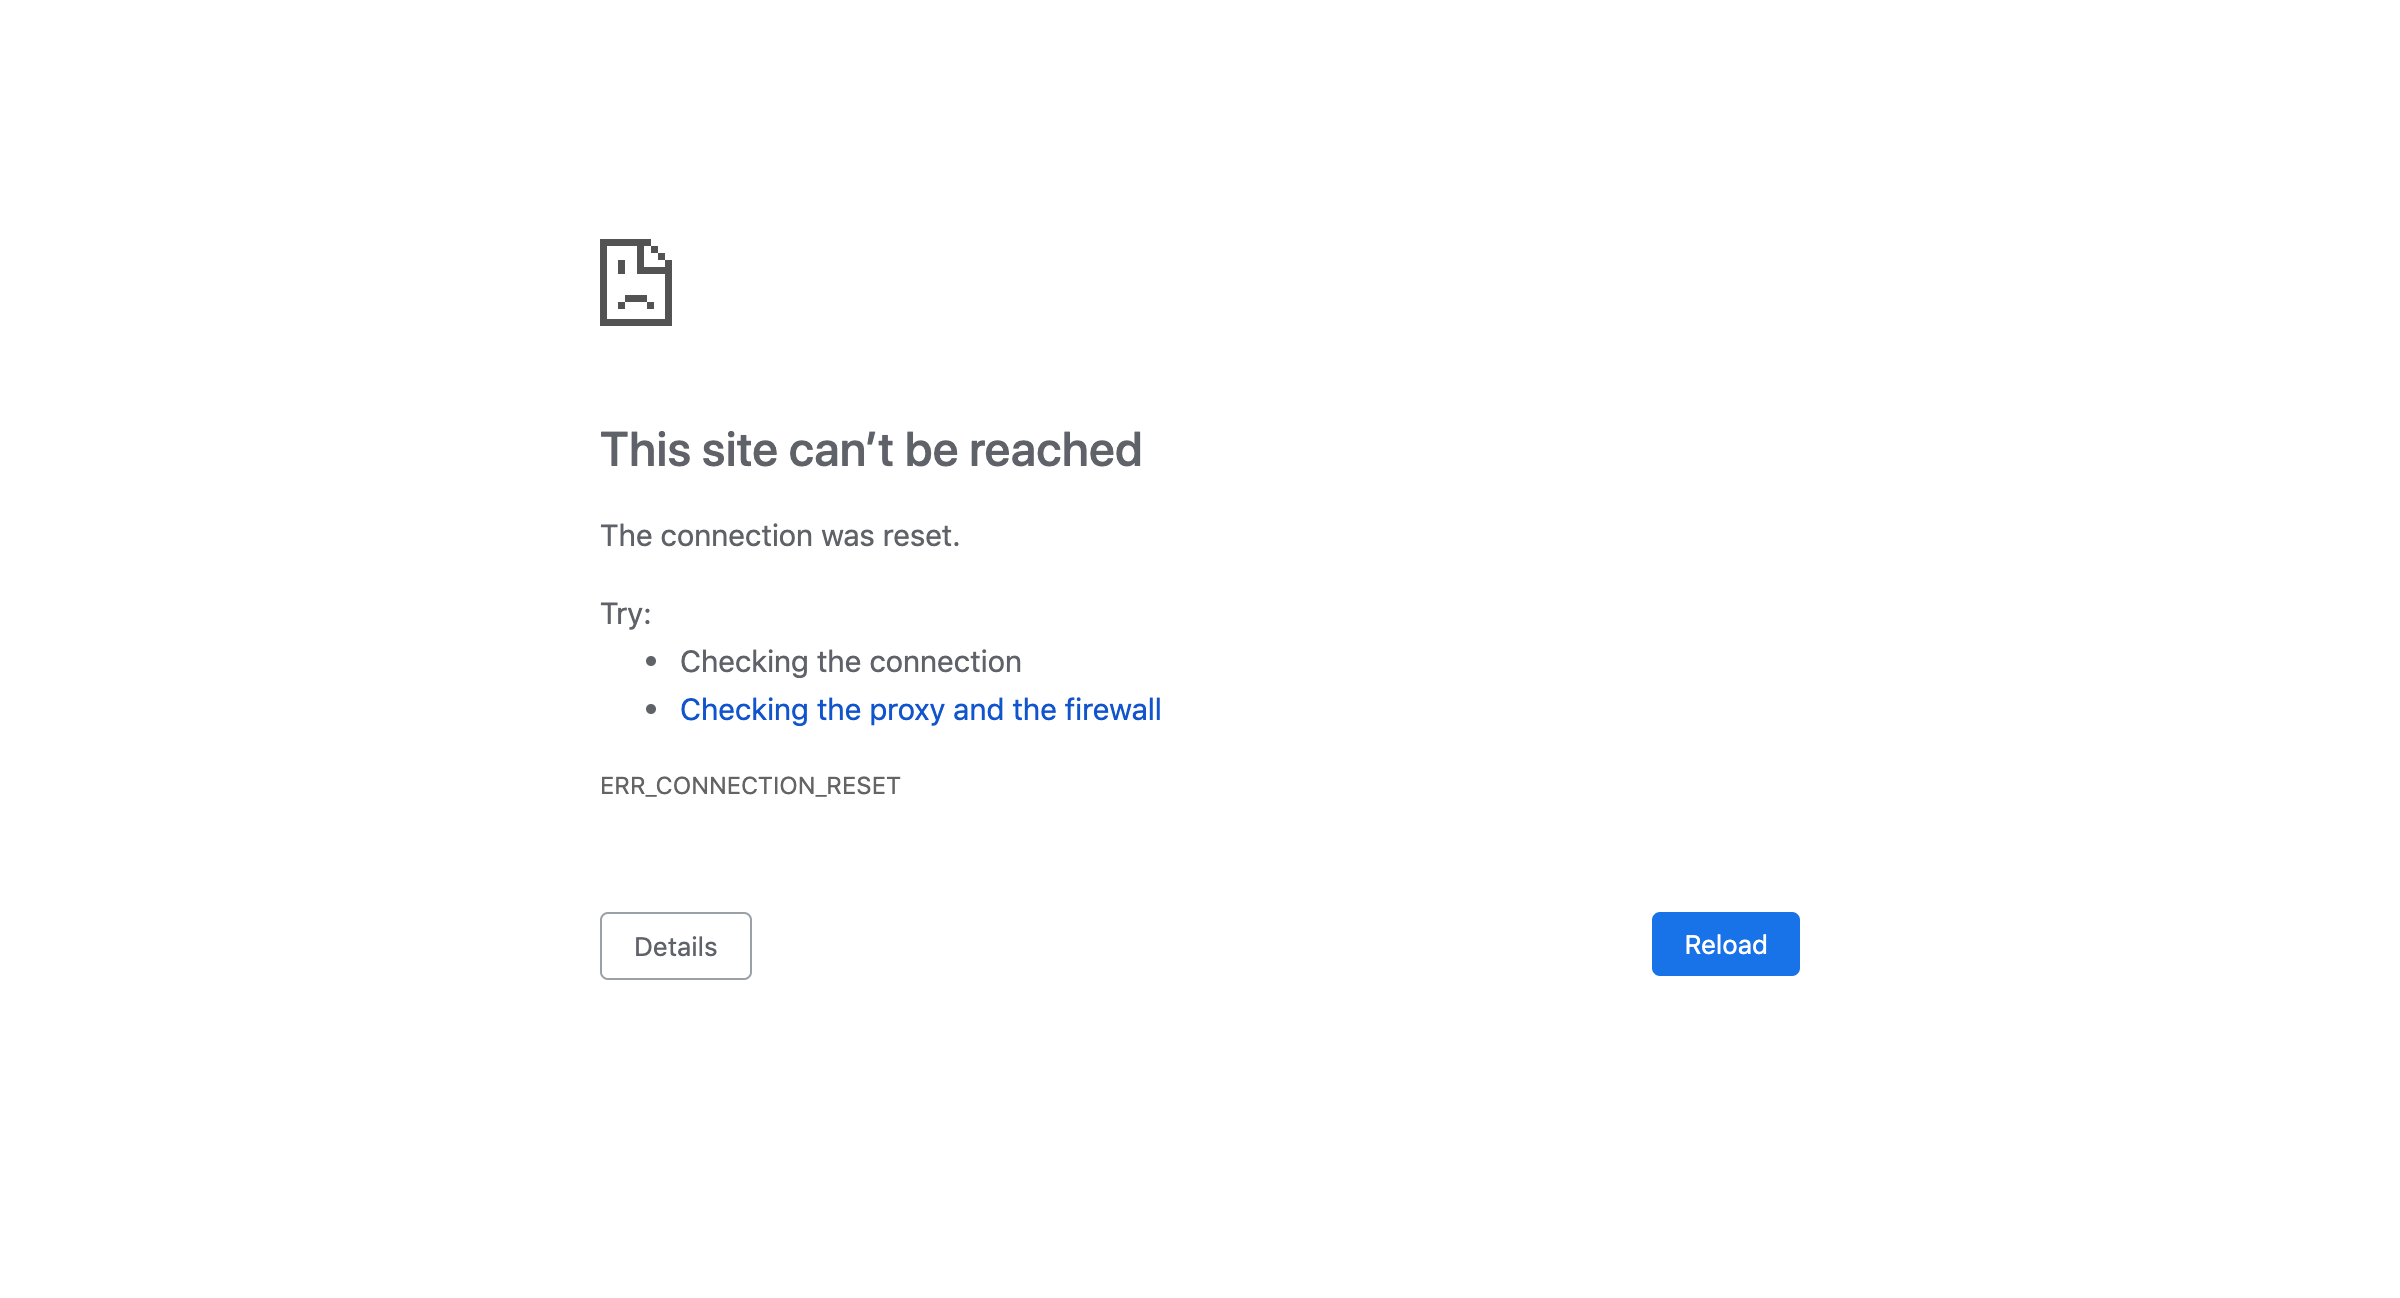 This site can’t be reached
The connection was reset.
Try:
• Checking the connection
• Checking the proxy and the firewall
ERR_CONNECTION_RESET
Details
Reload